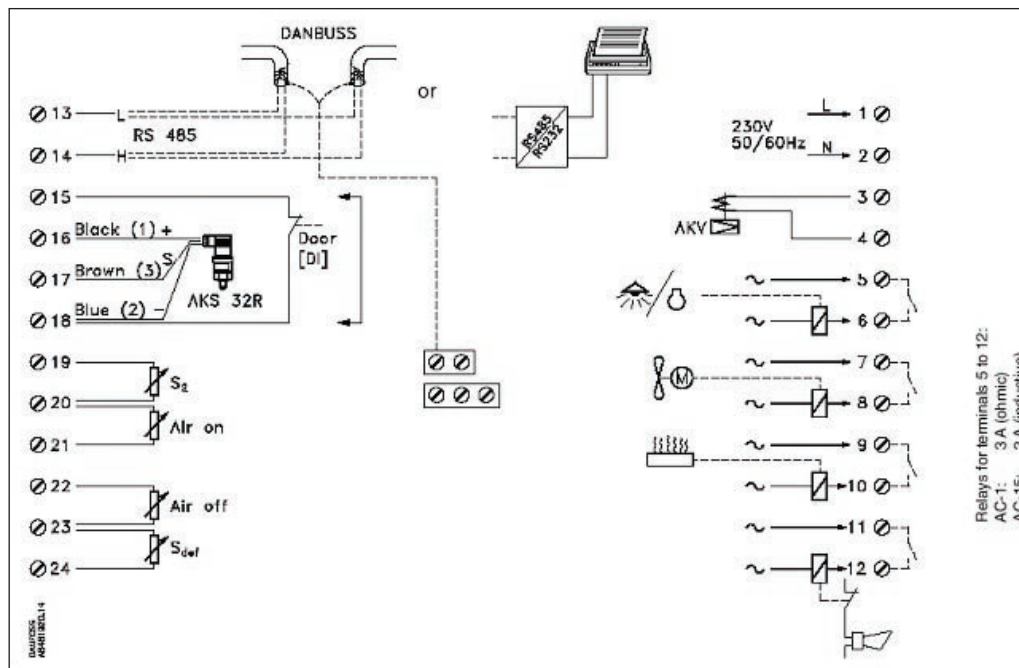 DANBUSS
or
13 L
RS 485
14 H
15
16 Black (1) +
17 Brown (3) S
18 Blue (2) -
AKS 32R
Door
[DI]
19
S2
20
Air on
21
22
Air off
23
Sdef
24
RS485
RS232
230V
50/60Hz
L 1
N 2
3
AKV
4
~ 5
~ 6
~ 7
M
~ 8
~ 9
~ 10
~ 11
~ 12
Relays for terminals 5 to 12:
AC-1: 3 A (ohmic)
DANFOSS